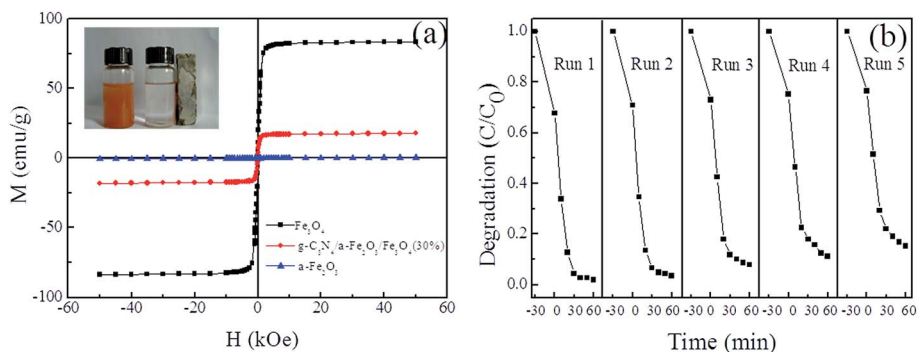 100
50
0
-50
-100
M (emu/g)
(a)
Fe₃O₄
g-C₃N₄/a-Fe₂O₃/Fe₃O₄(30%)
a-Fe₂O₃
-60 -40 -20 0 20 40 60
H (kOe)
1.0
0.8
0.6
0.4
0.2
0.0
Degradation (C/C₀)
(b)
Run 1 Run 2 Run 3 Run 4 Run 5
-30 0 30 60 -30 0 30 60 -30 0 30 60 -30 0 30 60 -30 0 30 60
Time (min)